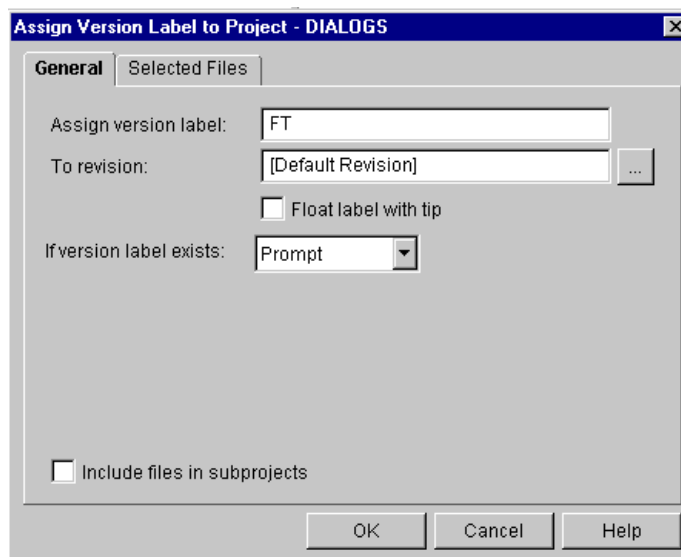 Assign Version Label to Project - DIALOGS
General Selected Files
Assign version label: FT
To revision: [Default Revision] ...
Float label with tip
If version label exists: Prompt
Include files in subprojects
OK Cancel Help